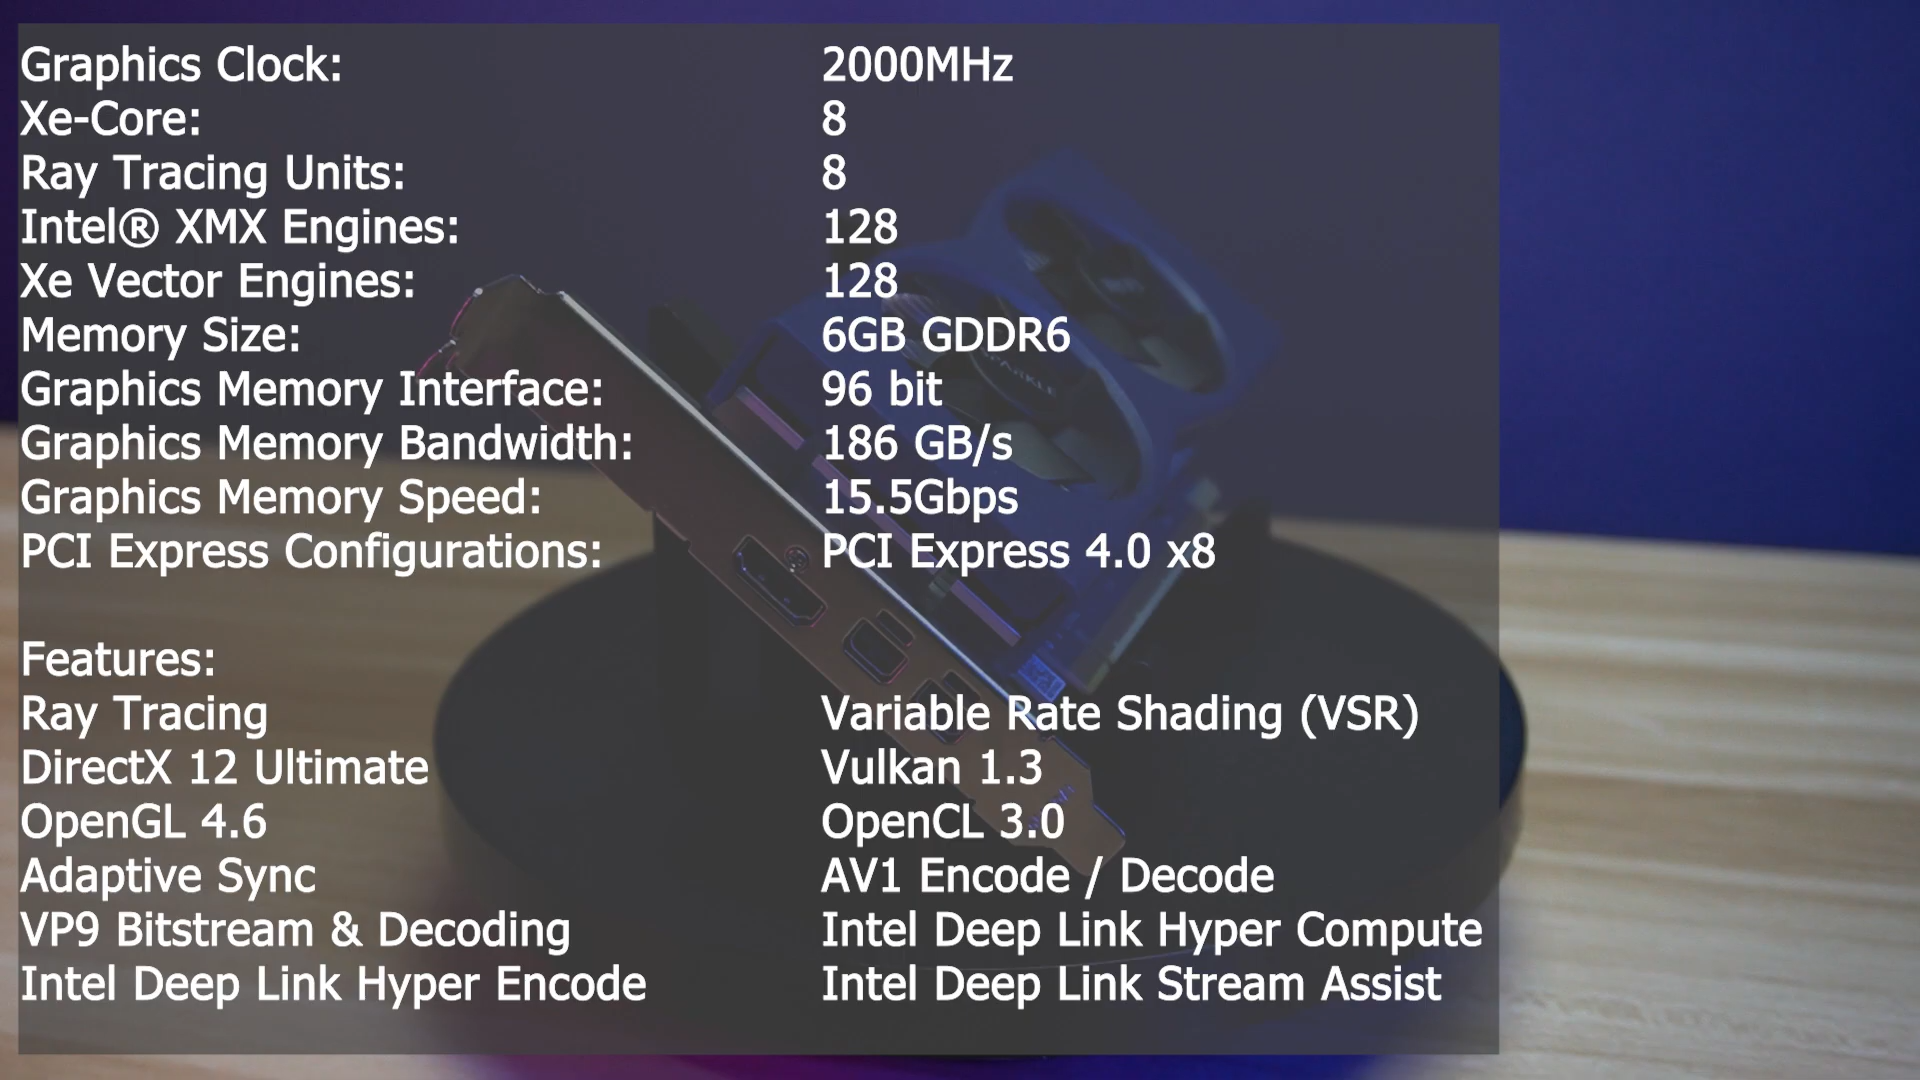 Graphics Clock: 2000MHz
Xe-Core: 8
Ray Tracing Units: 8
Intel® XMX Engines: 128
Xe Vector Engines: 128
Memory Size: 6GB GDDR6
Graphics Memory Interface: 96 bit
Graphics Memory Bandwidth: 186 GB/s
Graphics Memory Speed: 15.5Gbps
PCI Express Configurations: PCI Express 4.0 x8
Features:
Ray Tracing Variable Rate Shading (VSR)
DirectX 12 Ultimate Vulkan 1.3
OpenGL 4.6 OpenCL 3.0
Adaptive Sync AV1 Encode / Decode
VP9 Bitstream & Decoding Intel Deep Link Hyper Compute
Intel Deep Link Hyper Encode Intel Deep Link Stream Assist
SPARKLE